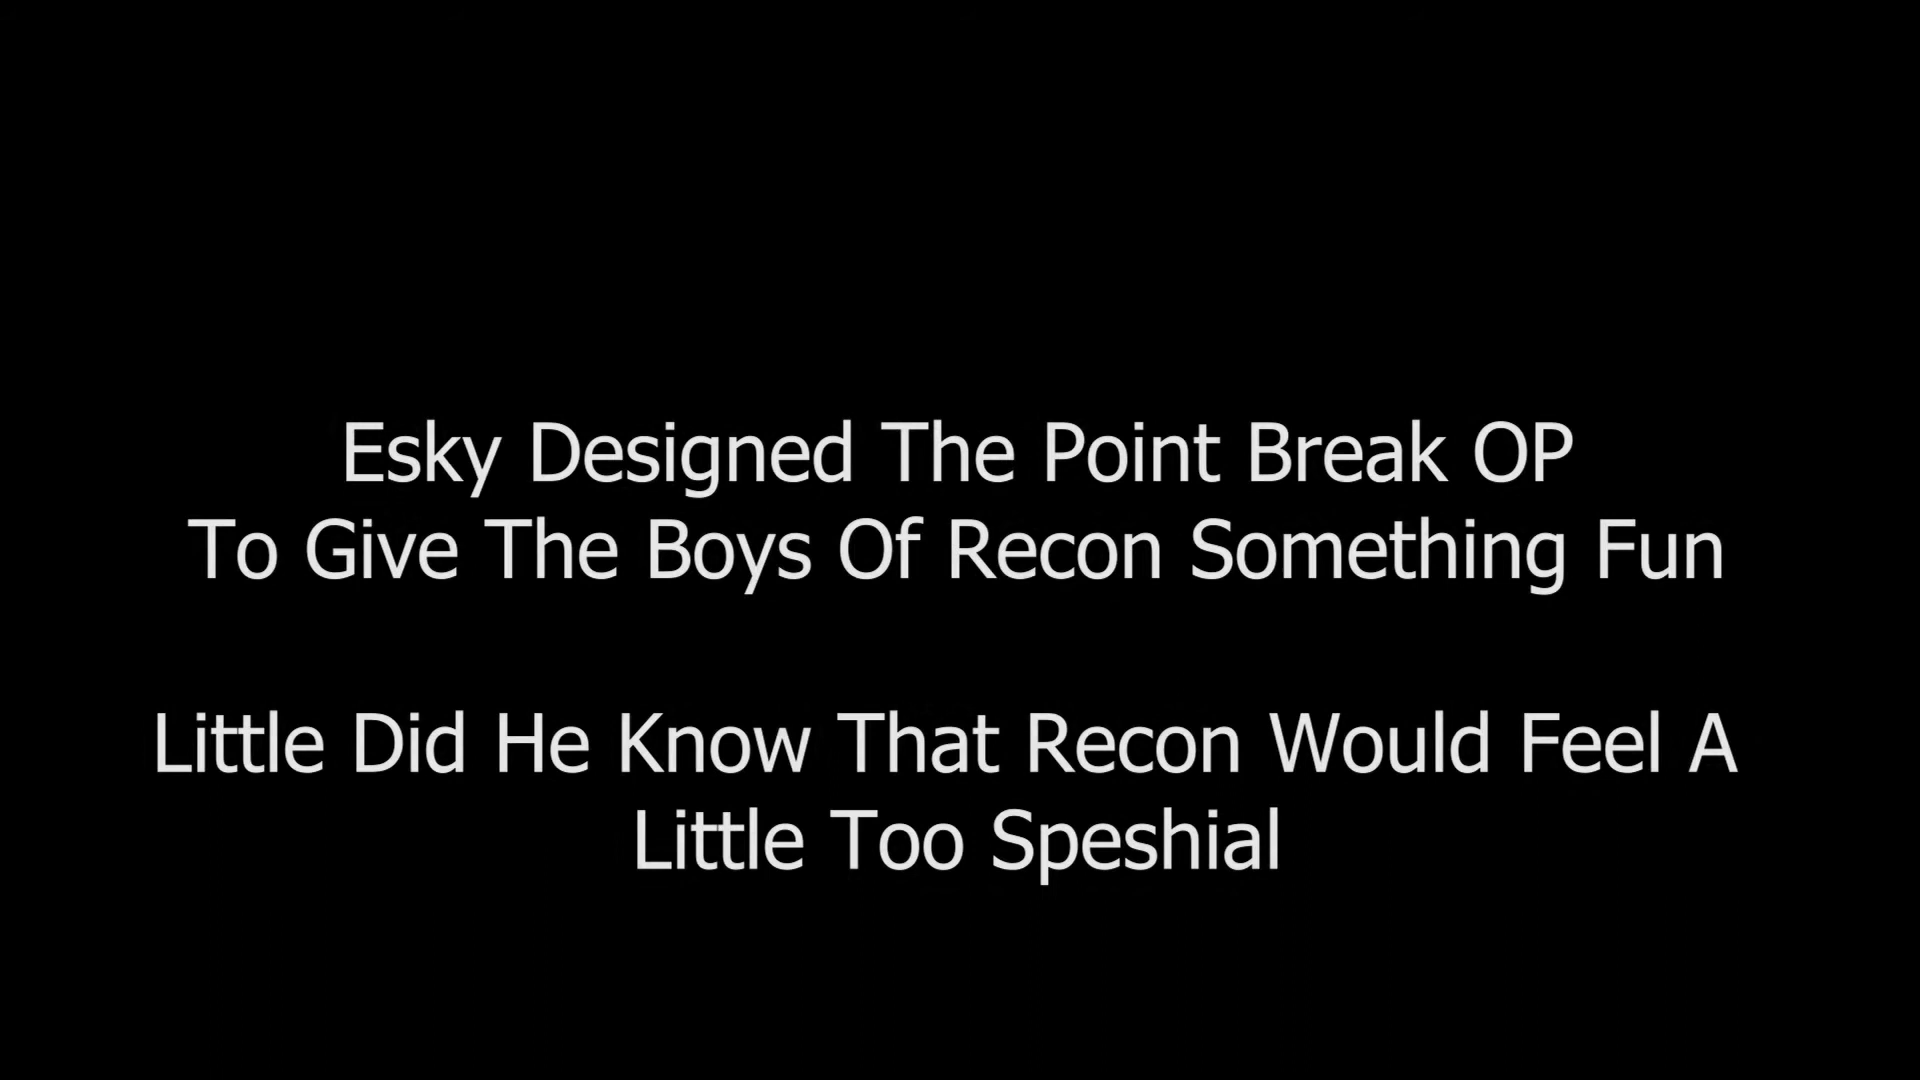 Esky Designed The Point Break OP
To Give The Boys Of Recon Something Fun
Little Did He Know That Recon Would Feel A
Little Too Speshial